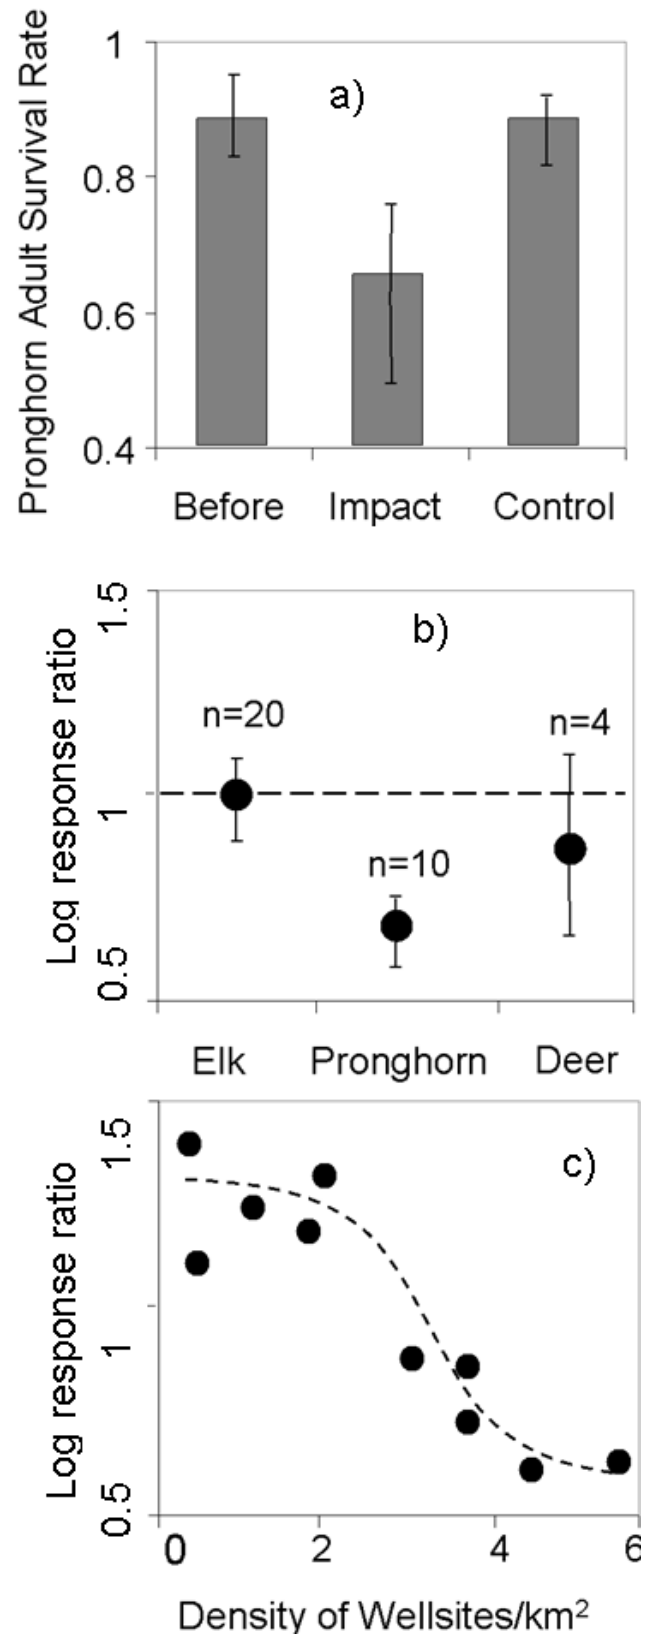 Pronghorn Adult Survival Rate
1
a)
0.8
0.6
0.4
Before Impact Control
Log response ratio
1.5
b)
n=20
n=4
1
n=10
0.5
Elk Pronghorn Deer
Log response ratio
1.5
c)
1
0.5
0 2 4 6
Density of Wellsites/km²